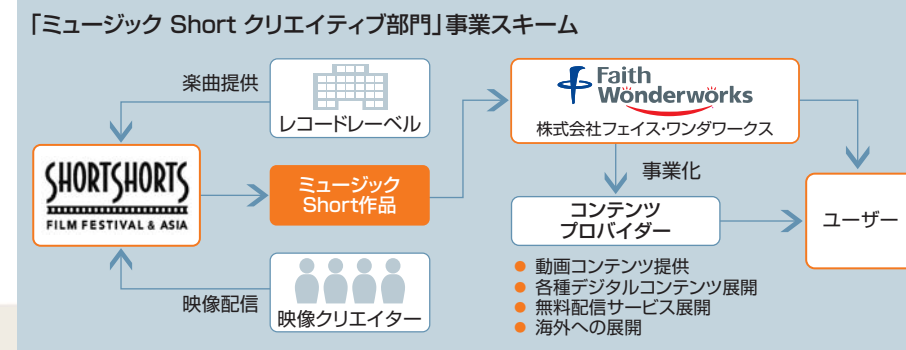 「ミュージック Short クリエイティブ部門」事業スキーム
楽曲提供
レコードレーベル
SHORTSHORTS
FILM FESTIVAL & ASIA
ミュージック
Short作品
映像配信
映像クリエイター
Faith
Wönderwörks
株式会社フェイス・ワンダワークス
事業化
コンテンツ
プロバイダー
ユーザー
● 動画コンテンツ提供
● 各種デジタルコンテンツ展開
● 無料配信サービス展開
● 海外への展開